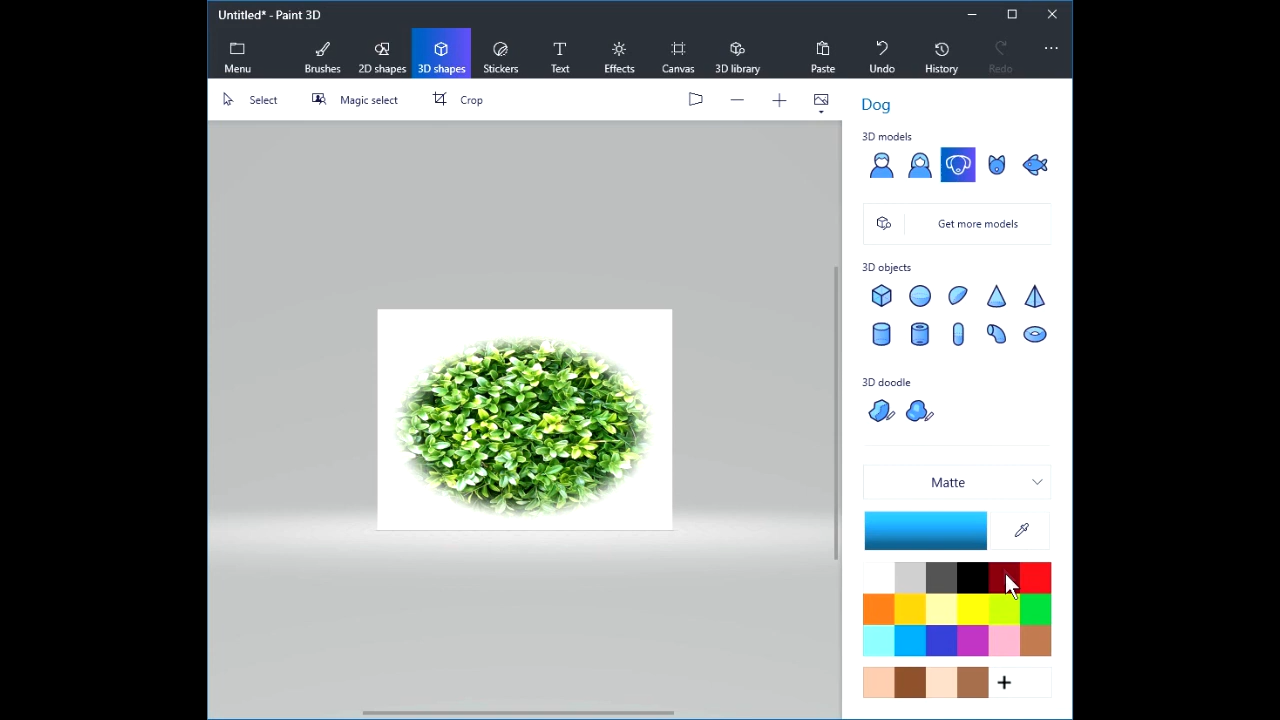 Untitled* - Paint 3D
Menu Brushes 2D shapes 3D shapes Stickers Text Effects Canvas 3D library Paste Undo History Redo
Select Magic select Crop
Dog
3D models
Get more models
3D objects
3D doodle
Matte